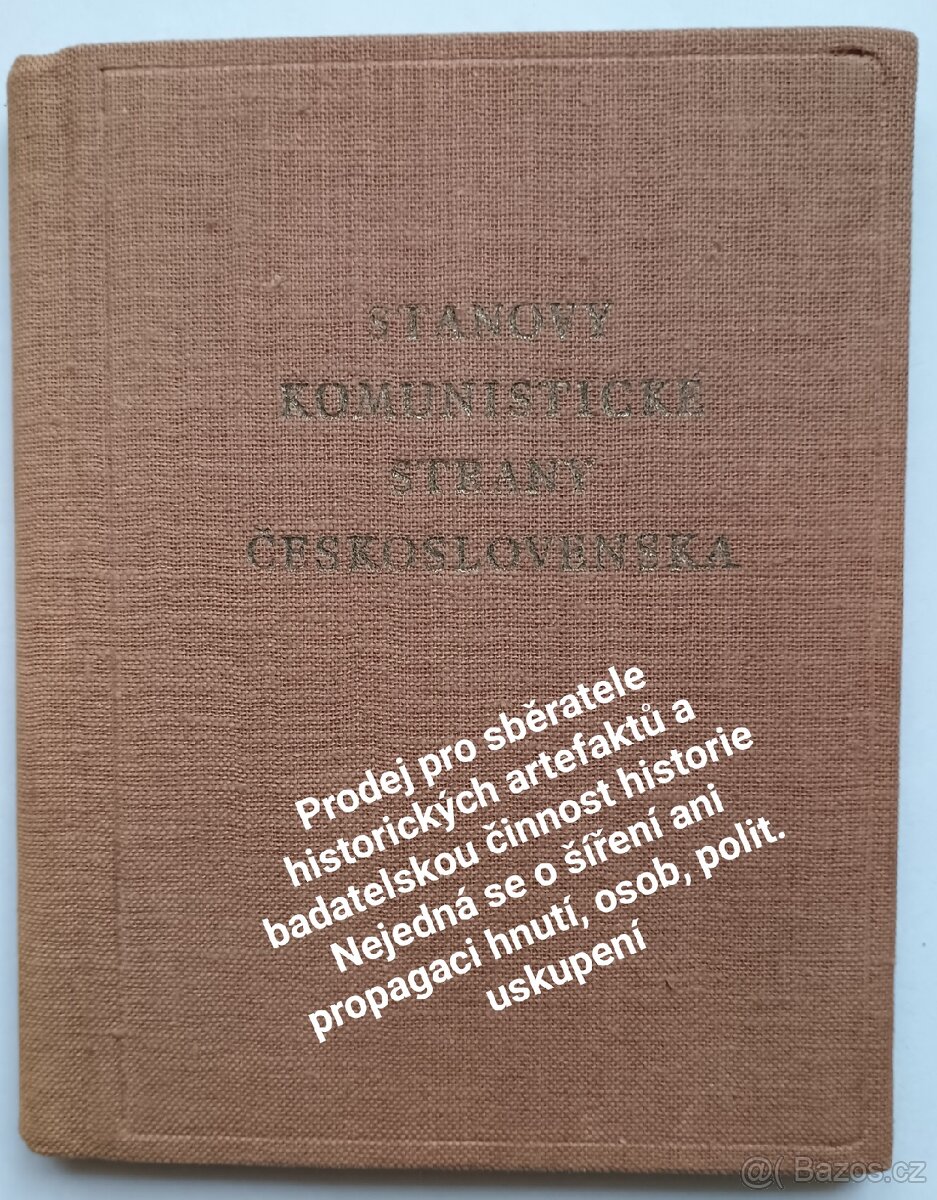 STANOVY
KOMUNISTICKÉ
STRANY
ČESKOSLOVENSKA
Prodej pro sběratele
historických artefaktů a
badatelskou činnost historie
Nejedná se o šíření ani
propagaci hnutí, osob, polit.
uskupení
@( Bazos.cz